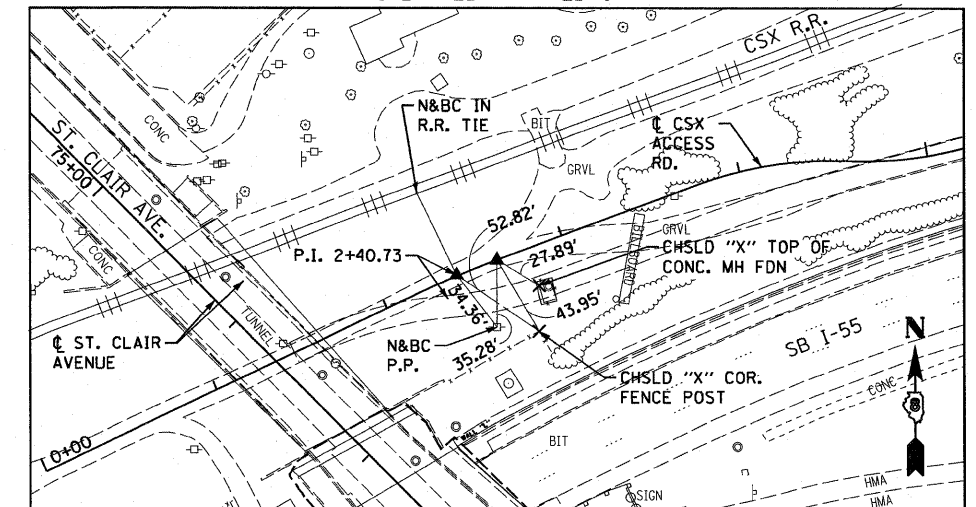 CSX R.R.
N&BC IN
R.R. TIE
BIT
℄ CSX
ACCESS
RD.
CONC
ST. CLAIR AVE.
75+00
GRVL
52.82'
GRVL
P.I. 2+40.73
27.89'
BILLBOARD
CHSLD "X" TOP OF
CONC. MH FDN
CONC
34.36'
43.95'
TUNNEL
℄ ST. CLAIR
AVENUE
N&BC
P.P.
35.28'
SB I-55
N
CHSLD "X" COR.
FENCE POST
CONC
0+00
BIT
HMA
SIGN
HMA